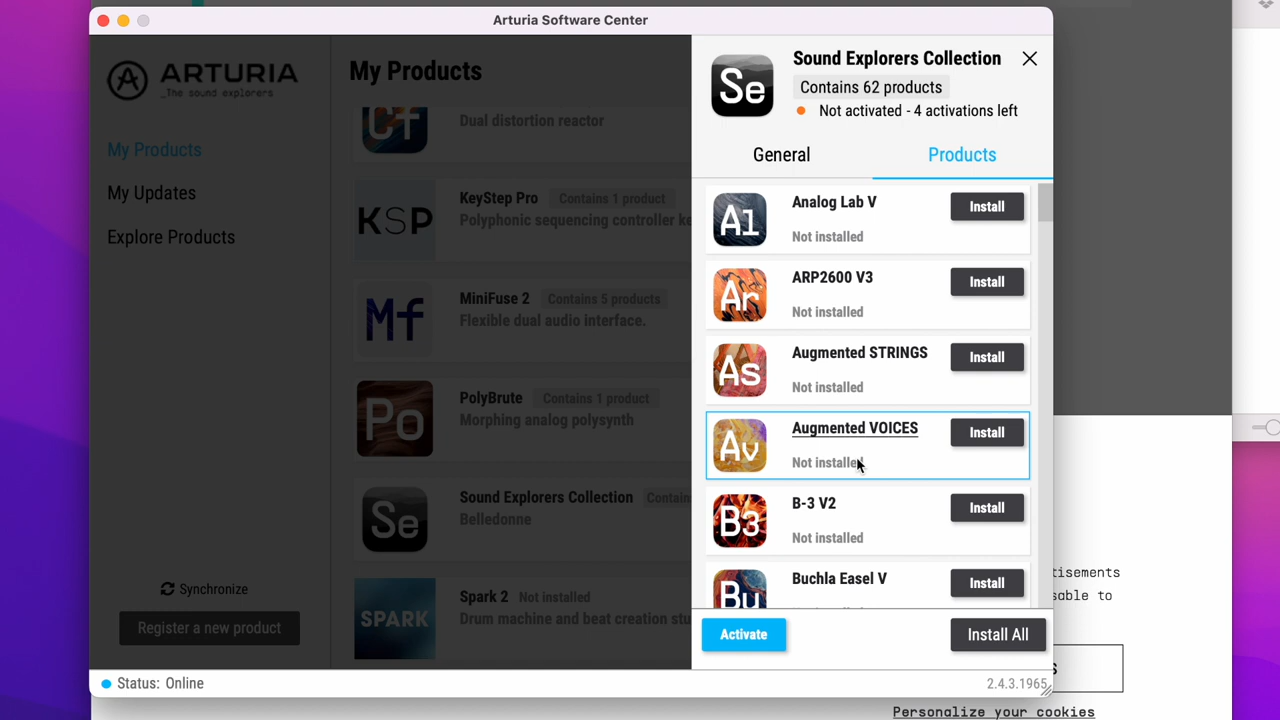 Arturia Software Center
ARTURIA
_The sound explorers
My Products
My Updates
Explore Products
Synchronize
Register a new product
Status: Online
My Products
Cf
Dual distortion reactor
KSP
KeyStep Pro Contains 1 product
Polyphonic sequencing controller ke
Mf
MiniFuse 2 Contains 5 products
Flexible dual audio interface.
Po
PolyBrute Contains 1 product
Morphing analog polysynth
Se
Sound Explorers Collection Contain
Belledonne
SPARK
Spark 2 Not installed
Drum machine and beat creation stu
Se
Sound Explorers Collection
Contains 62 products
Not activated - 4 activations left
General
Products
Al
Analog Lab V
Not installed
Install
Ar
ARP2600 V3
Not installed
Install
As
Augmented STRINGS
Not installed
Install
Av
Augmented VOICES
Not installed
Install
B3
B-3 V2
Not installed
Install
Bu
Buchla Easel V
Install
Activate
Install All
2.4.3.1965
tisements
sable to
S
Personalize your cookies